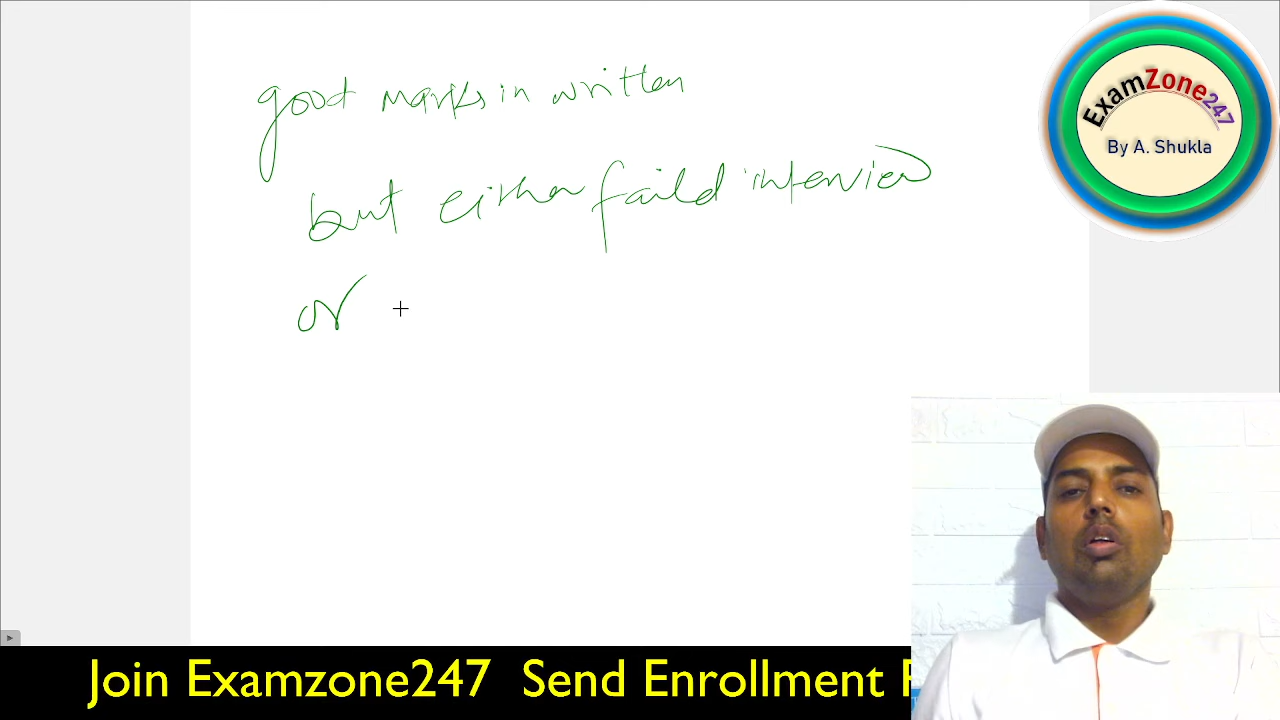 good marks in written
but either faild interview
or
ExamZone247
By A. Shukla
Join Examzone247 Send Enrollment